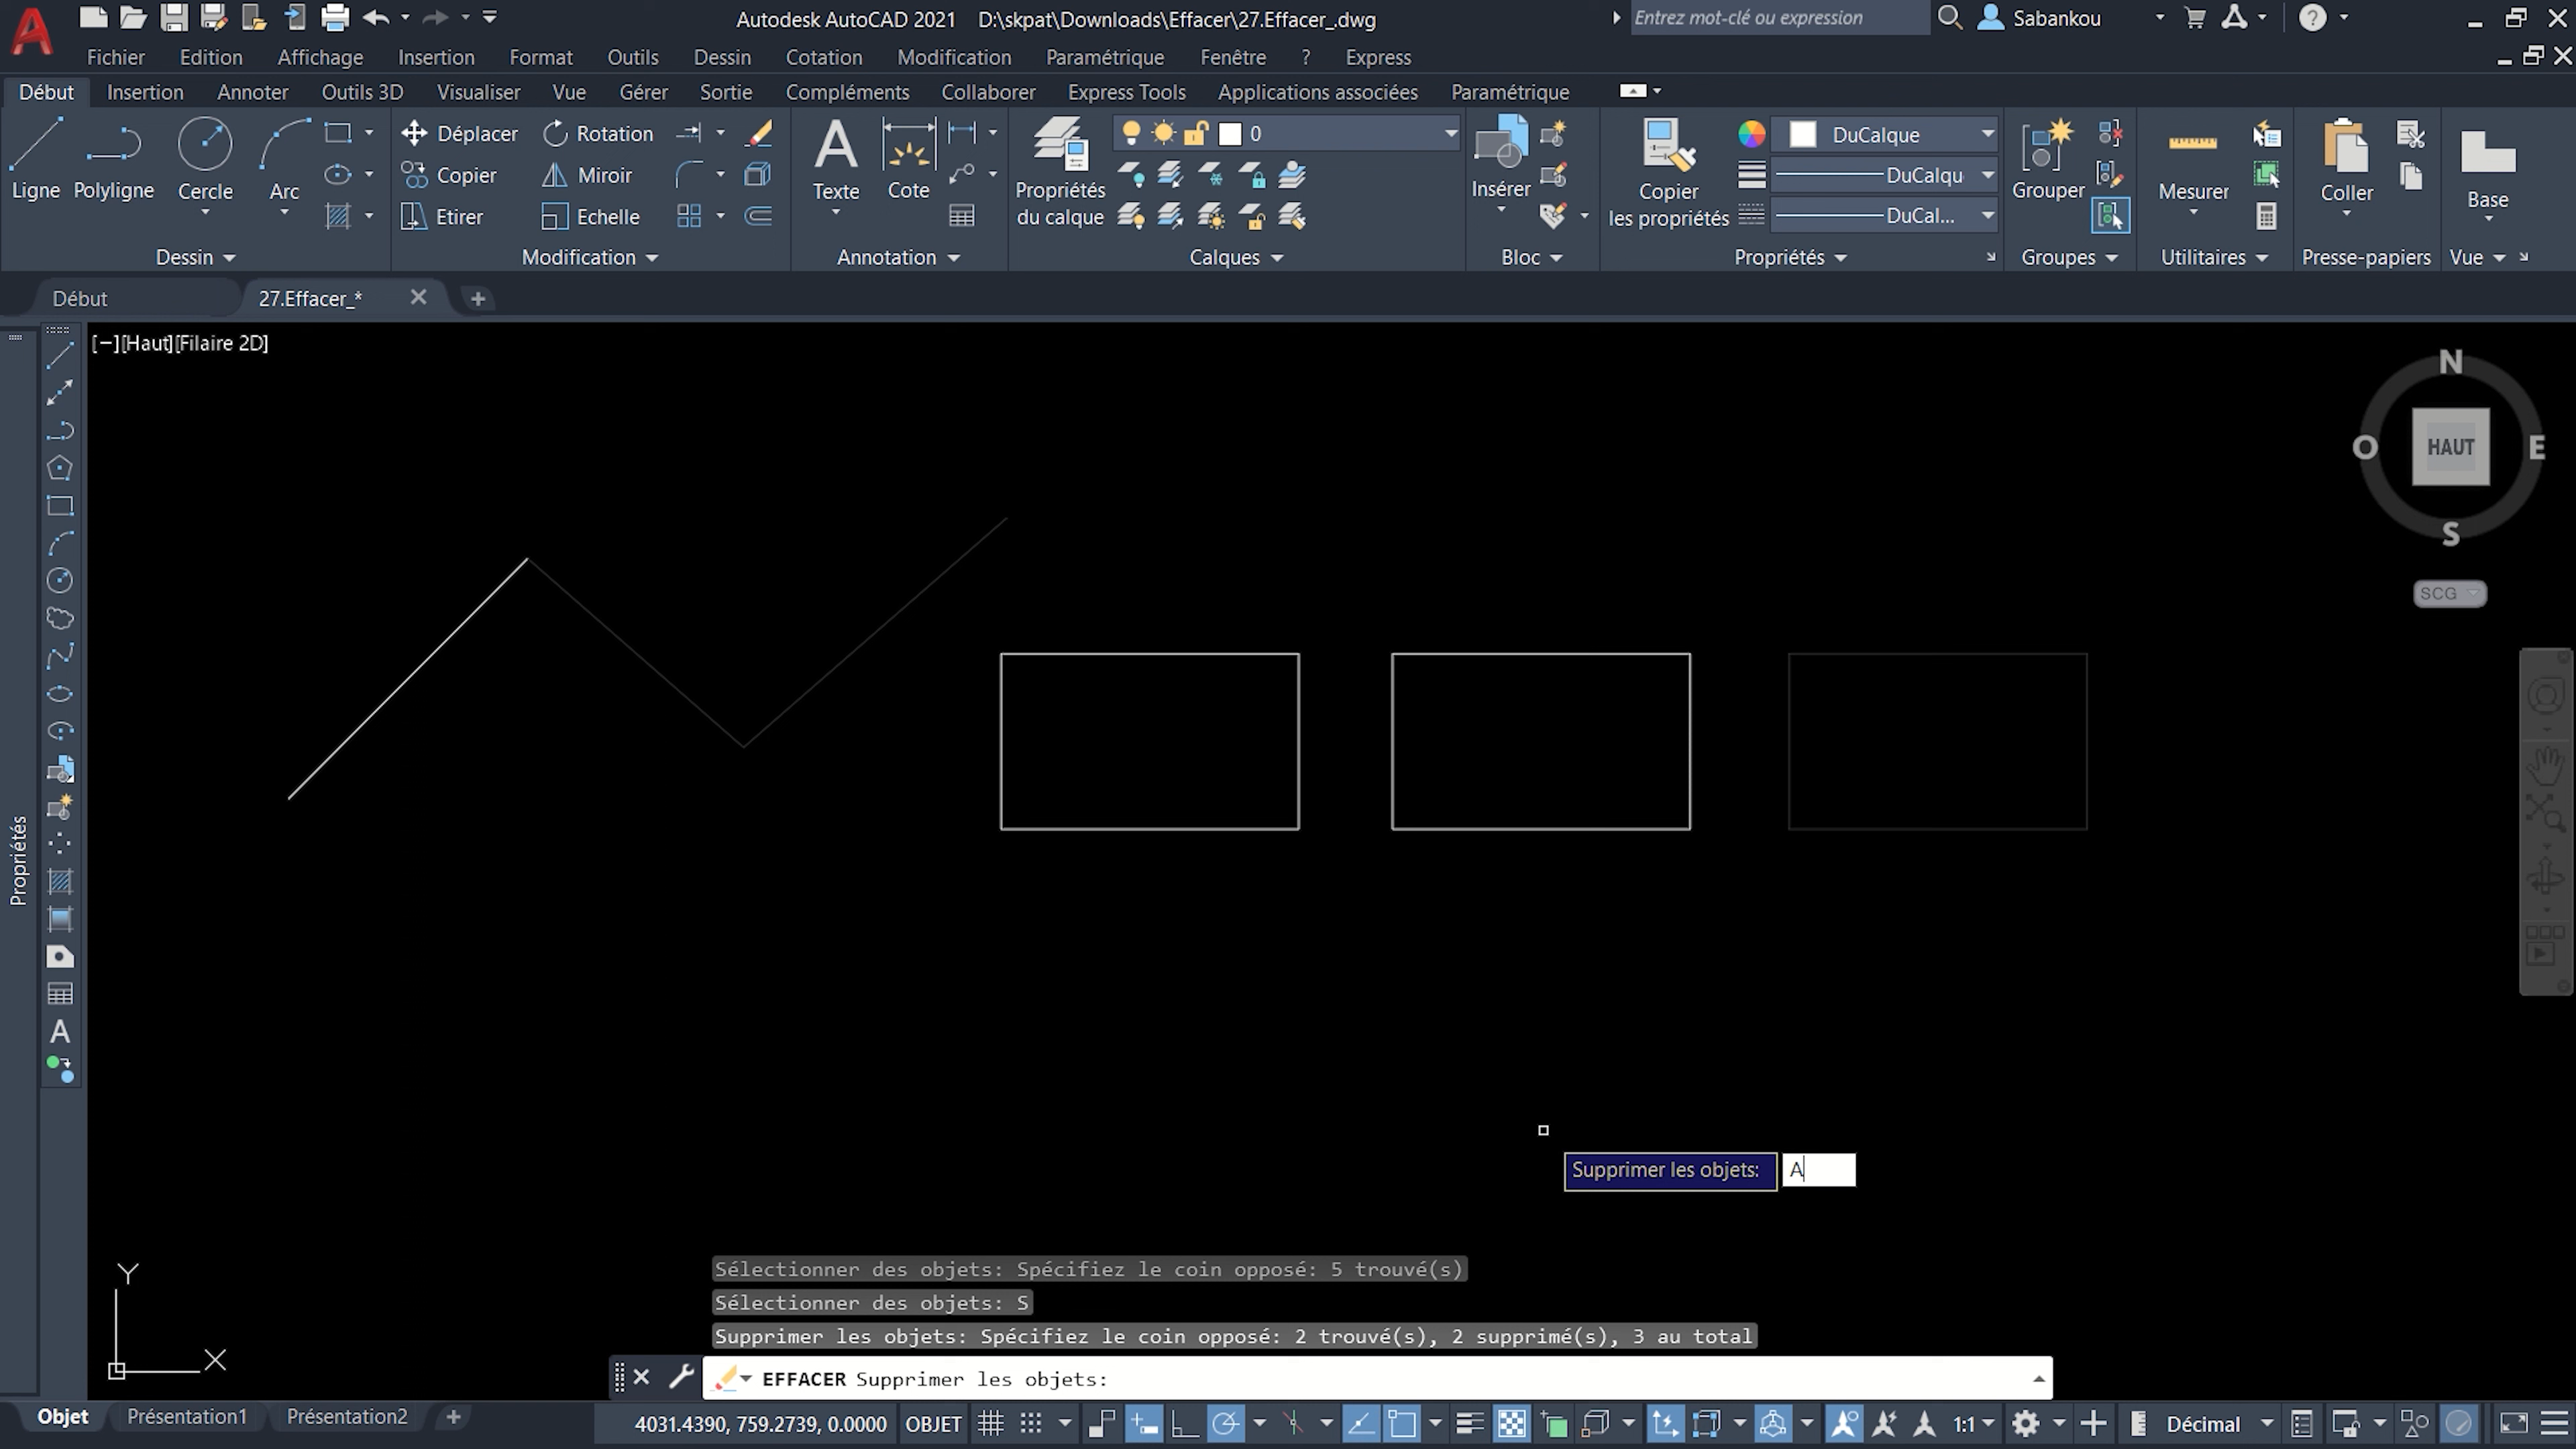 Autodesk AutoCAD 2021 D:\skpat\Downloads\Effacer\27.Effacer_.dwg
Entrez mot-clé ou expression
Sabankou
Fichier Edition Affichage Insertion Format Outils Dessin Cotation Modification Paramétrique Fenêtre ? Express
Début Insertion Annoter Outils 3D Visualiser Vue Gérer Sortie Compléments Collaborer Express Tools Applications associées Paramétrique
Ligne Polyligne Cercle Arc
Déplacer Rotation
Copier Miroir
Etirer Echelle
Texte Cote
Propriétés du calque
0
Insérer
Copier les propriétés
DuCalque
DuCalqu
DuCal...
Grouper
Mesurer
Coller
Base
Dessin Modification Annotation Calques Bloc Propriétés Groupes Utilitaires Presse-papiers Vue
Début 27.Effacer_*
[−][Haut][Filaire 2D]
N
O HAUT E
S
SCG
Propriétés
A
Supprimer les objets: A
Y
X
Sélectionner des objets: Spécifiez le coin opposé: 5 trouvé(s)
Sélectionner des objets: S
Supprimer les objets: Spécifiez le coin opposé: 2 trouvé(s), 2 supprimé(s), 3 au total
EFFACER Supprimer les objets:
Objet Présentation1 Présentation2 +
4031.4390, 759.2739, 0.0000 OBJET 1:1 Décimal